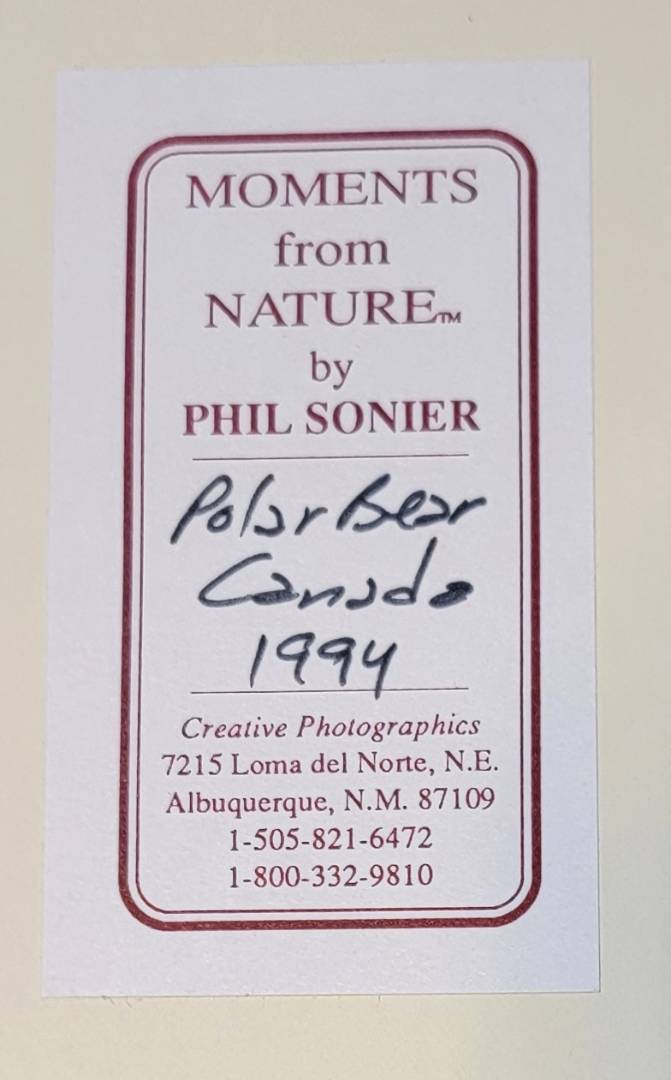 MOMENTS
from
NATURE™
by
PHIL SONIER
Polar Bear
Canada
1994
Creative Photographics
7215 Loma del Norte, N.E.
Albuquerque, N.M. 87109
1-505-821-6472
1-800-332-9810